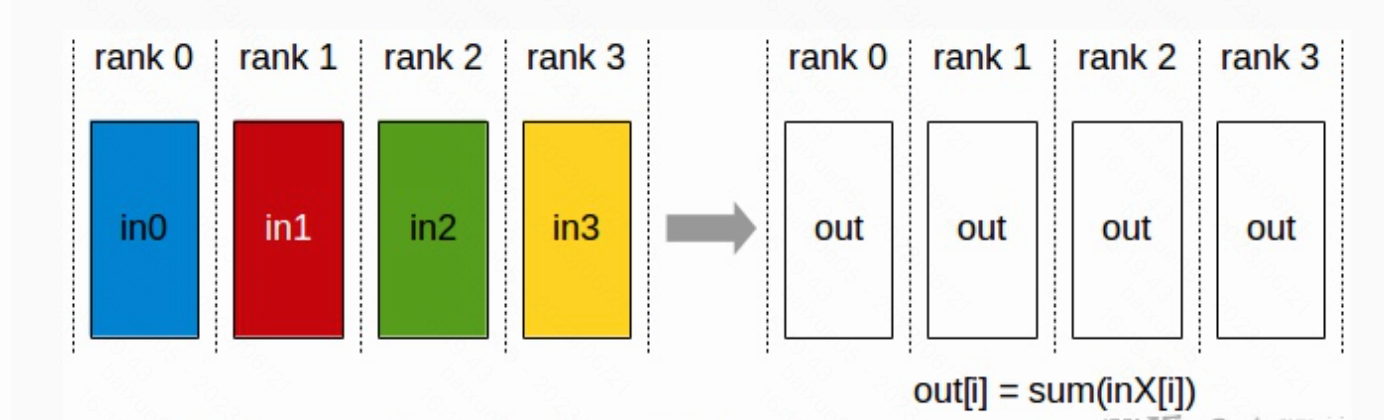 rank 0 rank 1 rank 2 rank 3 rank 0 rank 1 rank 2 rank 3
in0 in1 in2 in3 out out out out
out[i] = sum(inX[i])